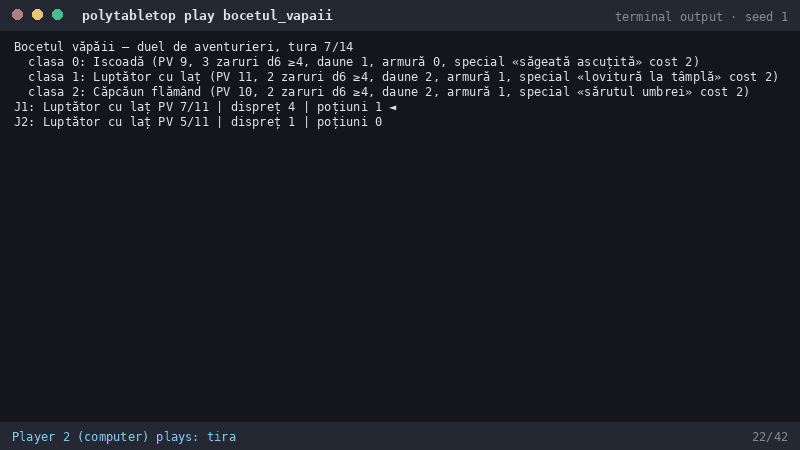 polytabletop play bocetul_vapaii
terminal output · seed 1
Bocetul văpăii — duel de aventurieri, tura 7/14
clasa 0: Iscoadă (PV 9, 3 zaruri d6 ≥4, daune 1, armură 0, special «săgeată ascuțită» cost 2)
clasa 1: Luptător cu laț (PV 11, 2 zaruri d6 ≥4, daune 2, armură 1, special «lovitură la tâmplă» cost 2)
clasa 2: Căpcăun flămând (PV 10, 2 zaruri d6 ≥4, daune 2, armură 1, special «sărutul umbrei» cost 2)
J1: Luptător cu laț PV 7/11 | dispreț 4 | poțiuni 1 ◄
J2: Luptător cu laț PV 5/11 | dispreț 1 | poțiuni 0
Player 2 (computer) plays: tira
22/42